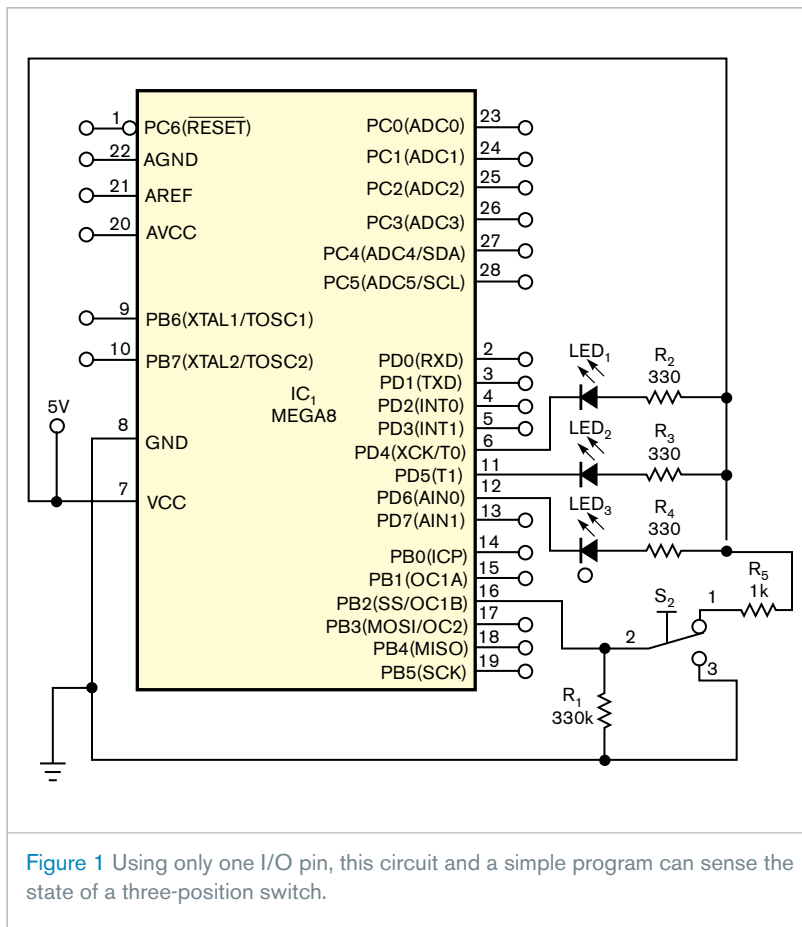 1
PC6(RESET)
22
AGND
21
AREF
20
AVCC
9
PB6(XTAL1/TOSC1)
10
PB7(XTAL2/TOSC2)
IC1
MEGA8
5V
8
GND
7
VCC
PC0(ADC0)
23
PC1(ADC1)
24
PC2(ADC2)
25
PC3(ADC3)
26
PC4(ADC4/SDA)
27
PC5(ADC5/SCL)
28
PD0(RXD)
2
PD1(TXD)
3
PD2(INT0)
4
PD3(INT1)
5
PD4(XCK/T0)
6
PD5(T1)
11
PD6(AIN0)
12
PD7(AIN1)
13
PB0(ICP)
14
PB1(OC1A)
15
PB2(SS/OC1B)
16
PB3(MOSI/OC2)
17
PB4(MISO)
18
PB5(SCK)
19
LED1
R2
330
LED2
R3
330
LED3
R4
330
R5
1k
S2
1
2
3
R1
330k
Figure 1 Using only one I/O pin, this circuit and a simple program can sense the
state of a three-position switch.